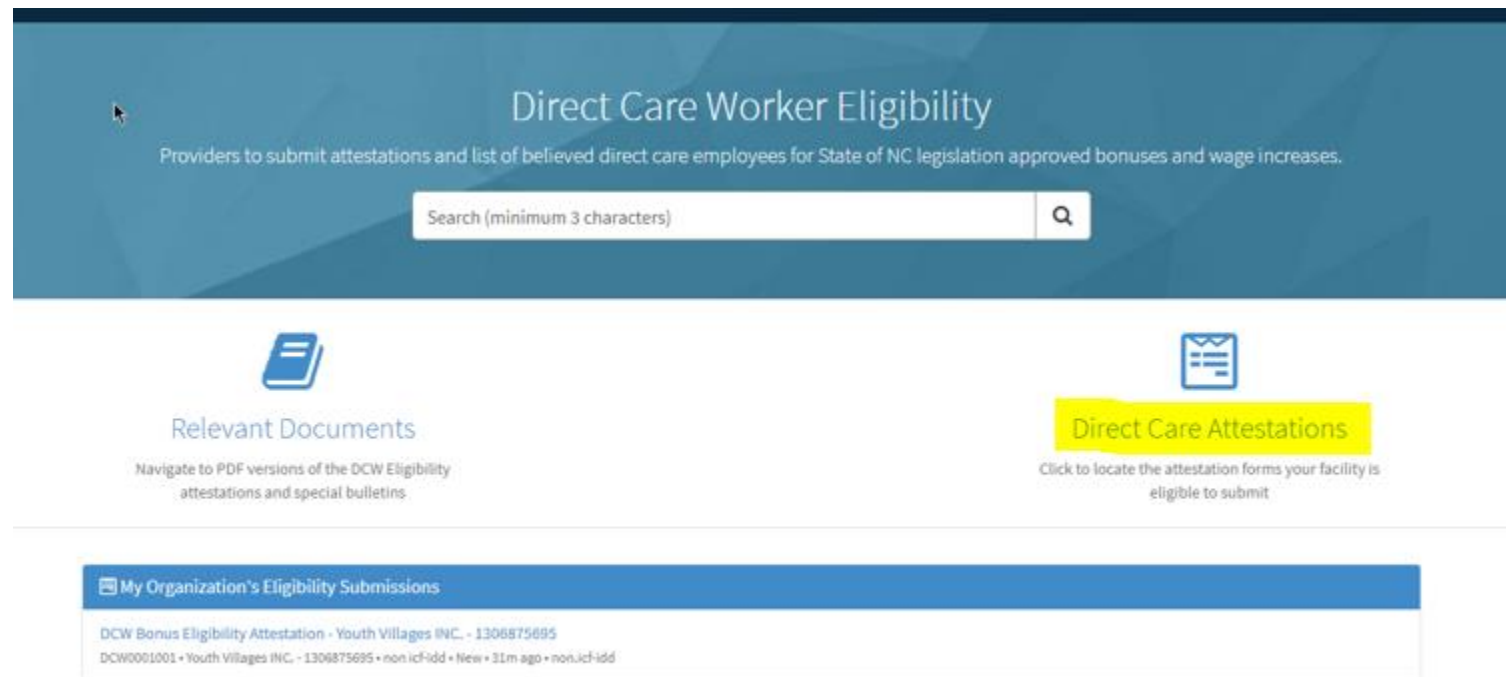 Direct Care Worker Eligibility
Providers to submit attestations and list of believed direct care employees for State of NC legislation approved bonuses and wage increases.
Search (minimum 3 characters)
Relevant Documents
Navigate to PDF versions of the DCW Eligibility
attestations and special bulletins
Direct Care Attestations
Click to locate the attestation forms your facility is
eligible to submit
My Organization's Eligibility Submissions
DCW Bonus Eligibility Attestation - Youth Villages INC. - 1306875695
DCW0001001 • Youth Villages INC. - 1306875695 • non icf-idd • New • 31m ago • non.icf-idd